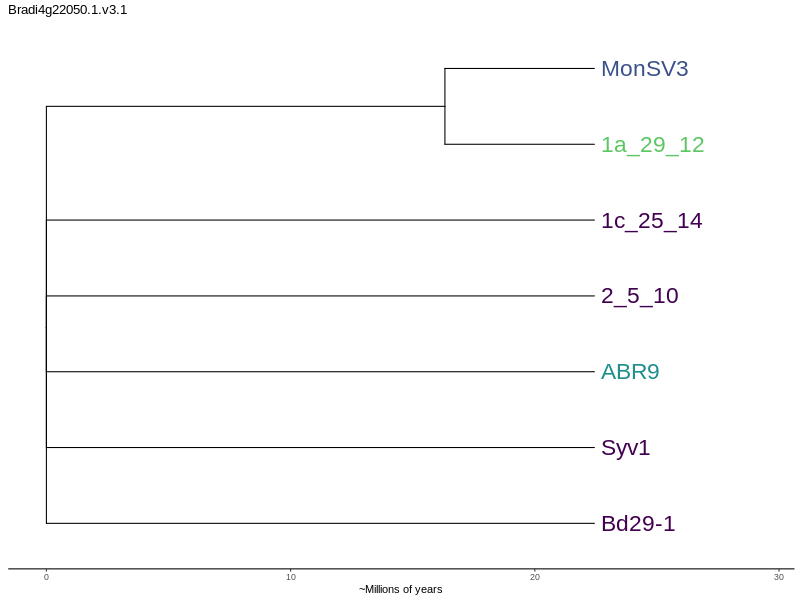 Bradi4g22050.1.v3.1
MonSV3
1a_29_12
1c_25_14
2_5_10
ABR9
Syv1
Bd29-1
0 10 20 30
~Millions of years